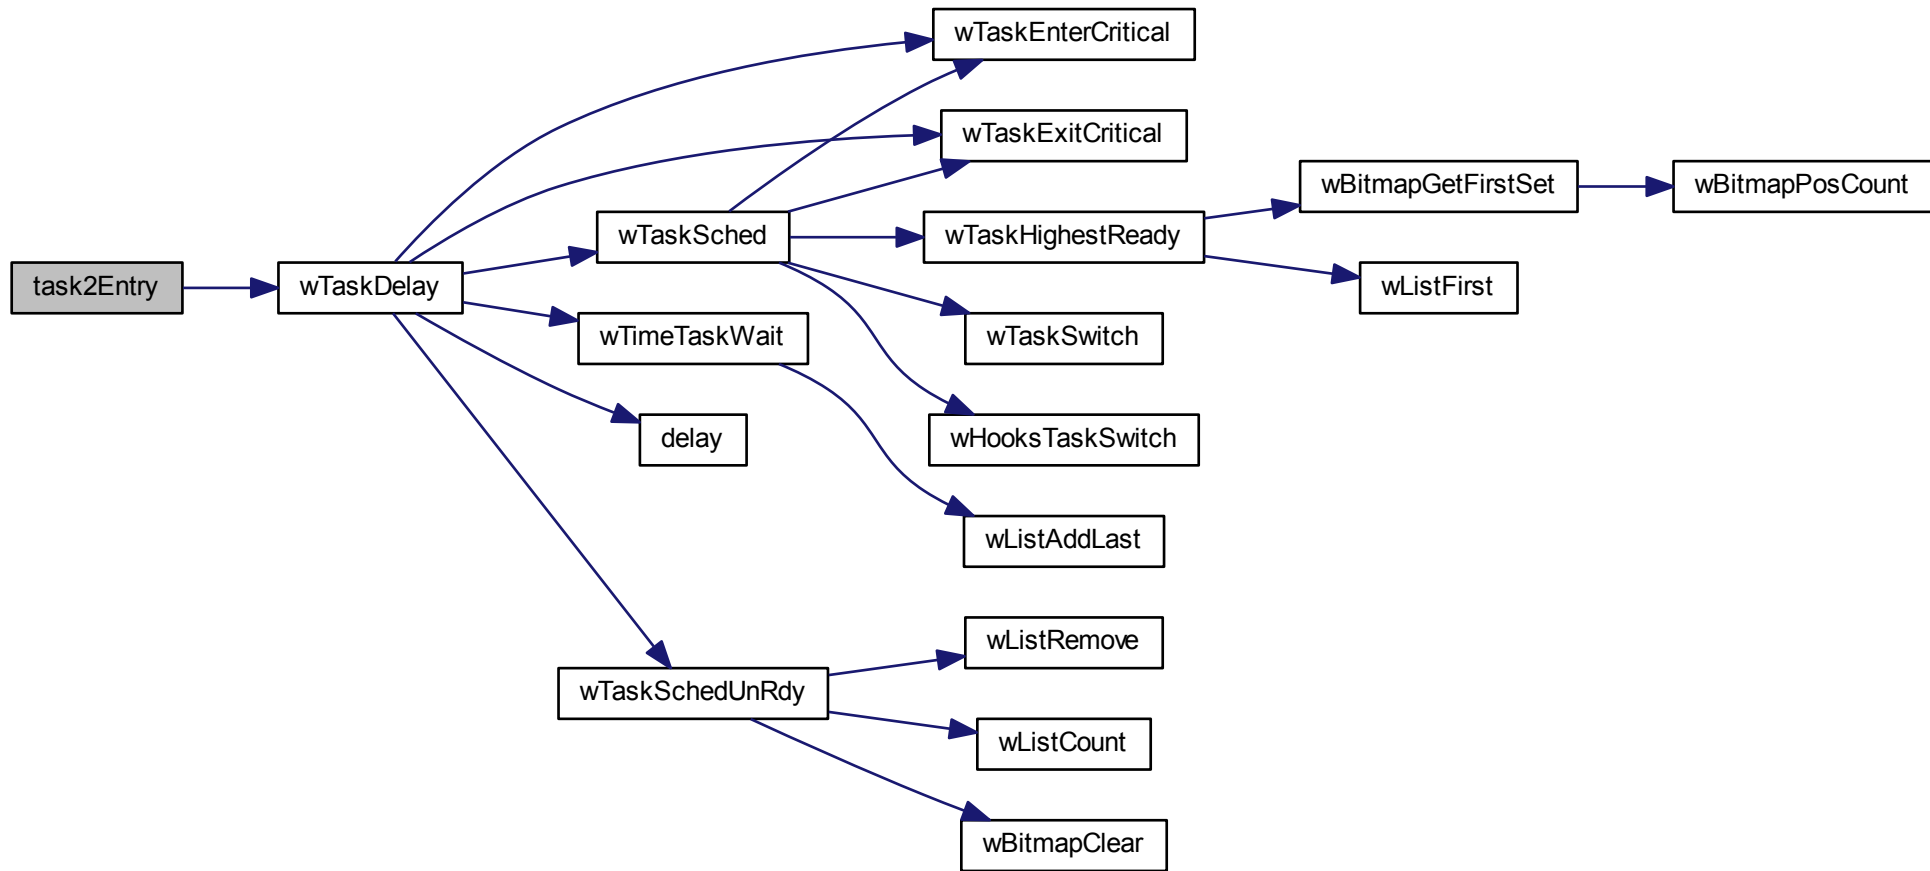 wTaskEnterCritical
wTaskExitCritical
wBitmapGetFirstSet
wBitmapPosCount
wTaskSched
wTaskHighestReady
task2Entry
wTaskDelay
wListFirst
wTimeTaskWait
wTaskSwitch
delay
wHooksTaskSwitch
wListAddLast
wListRemove
wTaskSchedUnRdy
wListCount
wBitmapClear